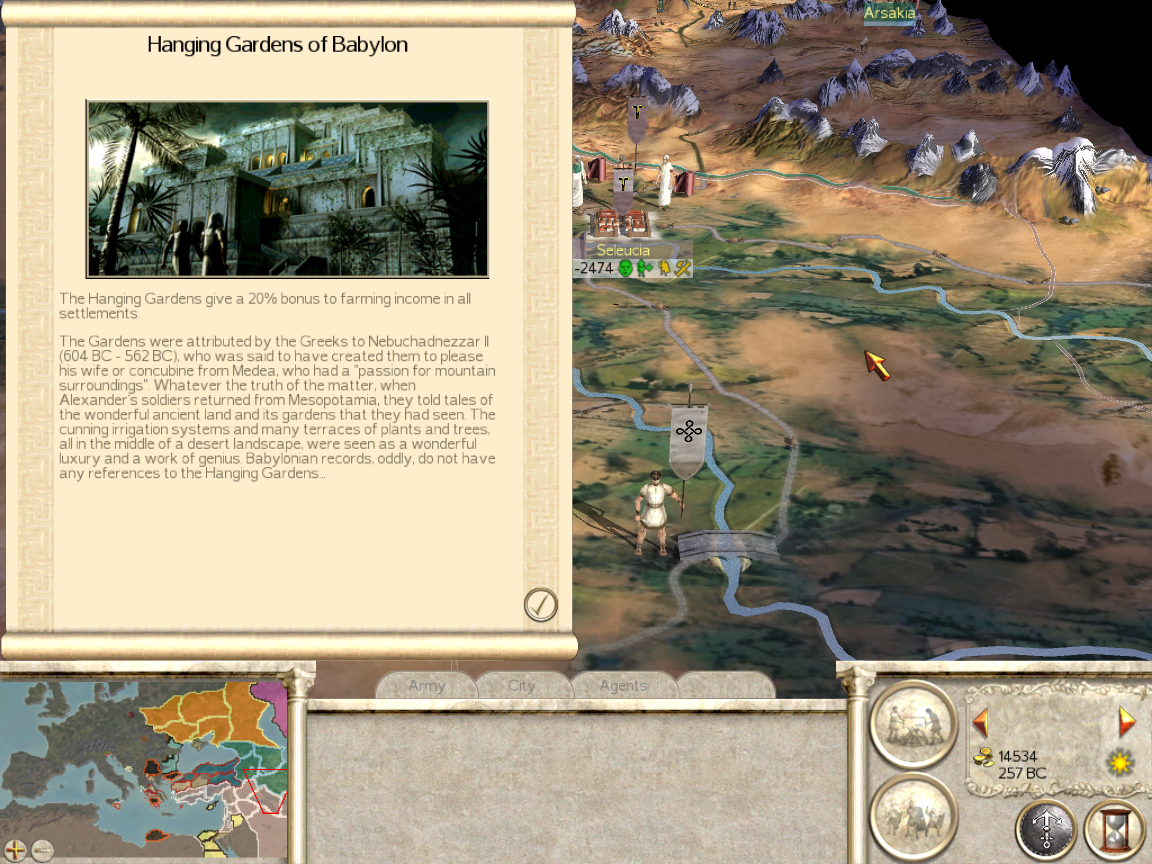 Hanging Gardens of Babylon
Arsakia
The Hanging Gardens give a 20% bonus to farming income in all
settlements.
The Gardens were attributed by the Greeks to Nebuchadnezzar II
(604 BC - 562 BC), who was said to have created them to please
his wife or concubine from Medea, who had a "passion for mountain
surroundings". Whatever the truth of the matter, when
Alexander's soldiers returned from Mesopotamia, they told tales of
the wonderful ancient land and its gardens that they had seen. The
cunning irrigation systems and many terraces of plants and trees,
all in the middle of a desert landscape, were seen as a wonderful
luxury and a work of genius. Babylonian records, oddly, do not have
any references to the Hanging Gardens...
Seleucia
-2474
Army
City
Agents
14534
257 BC